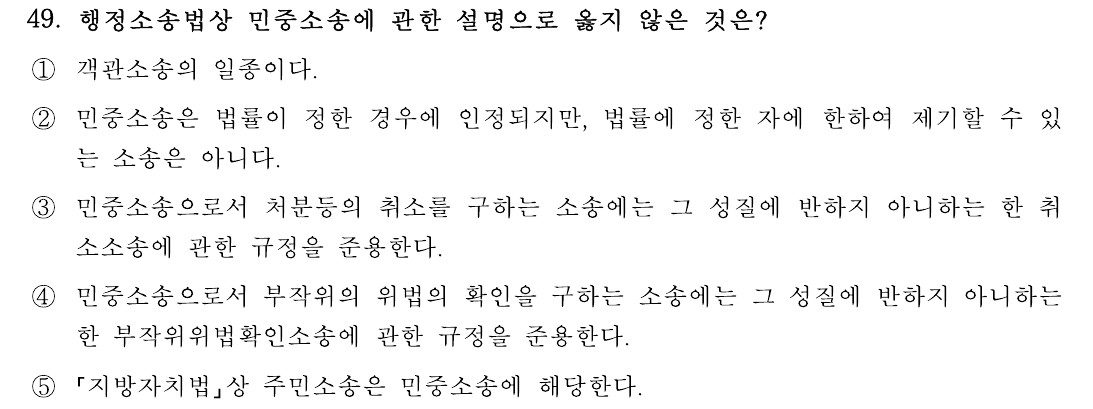 49. 행정소송법상 민중소송에 관한 설명으로 옳지 않은 것은?
① 객관소송의 일종이다.
② 민중소송은 법률이 정한 경우에 인정되지만, 법률에 정한 자에 한하여 제기할 수 있
는 소송은 아니다.
③ 민중소송으로서 처분등의 취소를 구하는 소송에는 그 성질에 반하지 아니하는 한 취
소소송에 관한 규정을 준용한다.
④ 민중소송으로서 부작위의 위법의 확인을 구하는 소송에는 그 성질에 반하지 아니하는
한 부작위위법확인소송에 관한 규정을 준용한다.
⑤ 「지방자치법」상 주민소송은 민중소송에 해당한다.